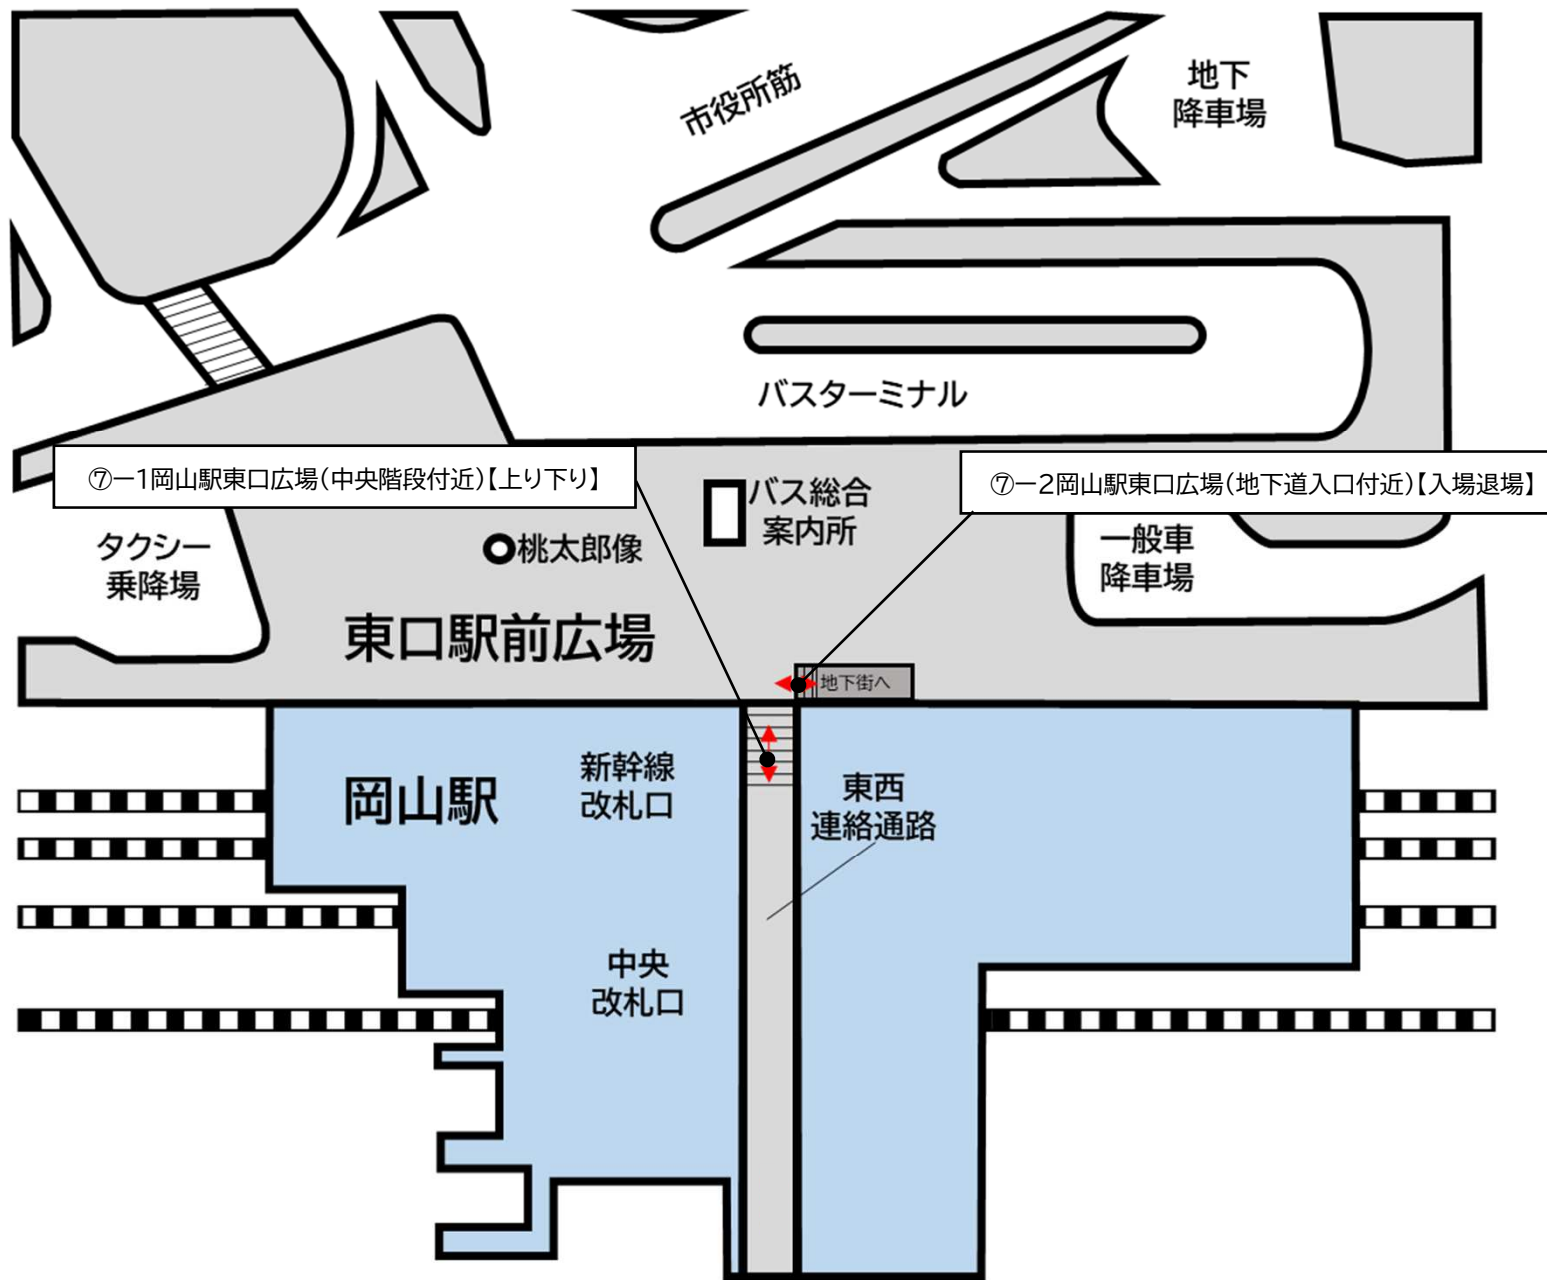 市役所筋
地下
降車場
バスターミナル
⑦ー1岡山駅東口広場(中央階段付近)【上り下り】
⑦ー2岡山駅東口広場(地下道入口付近)【入場退場】
バス総合
案内所
タクシー
乗降場
桃太郎像
一般車
降車場
東口駅前広場
地下街へ
岡山駅
新幹線
改札口
東西
連絡通路
中央
改札口